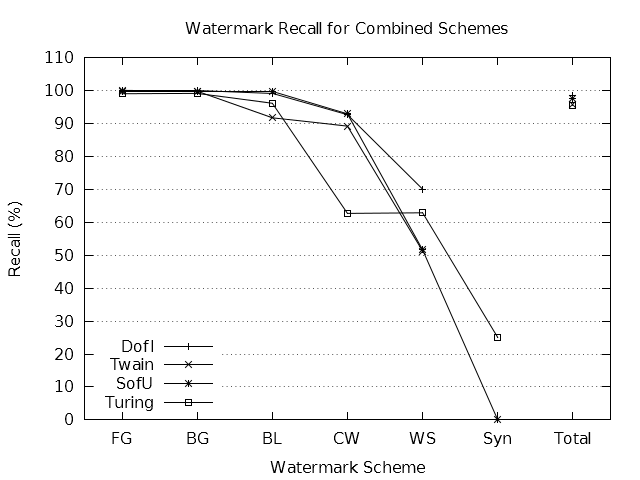 Watermark Recall for Combined Schemes
110
100
90
80
70
60
50
40
30
20
10
0
Recall (%)
DofI
Twain
SofU
Turing
FG BG BL CW WS Syn Total
Watermark Scheme